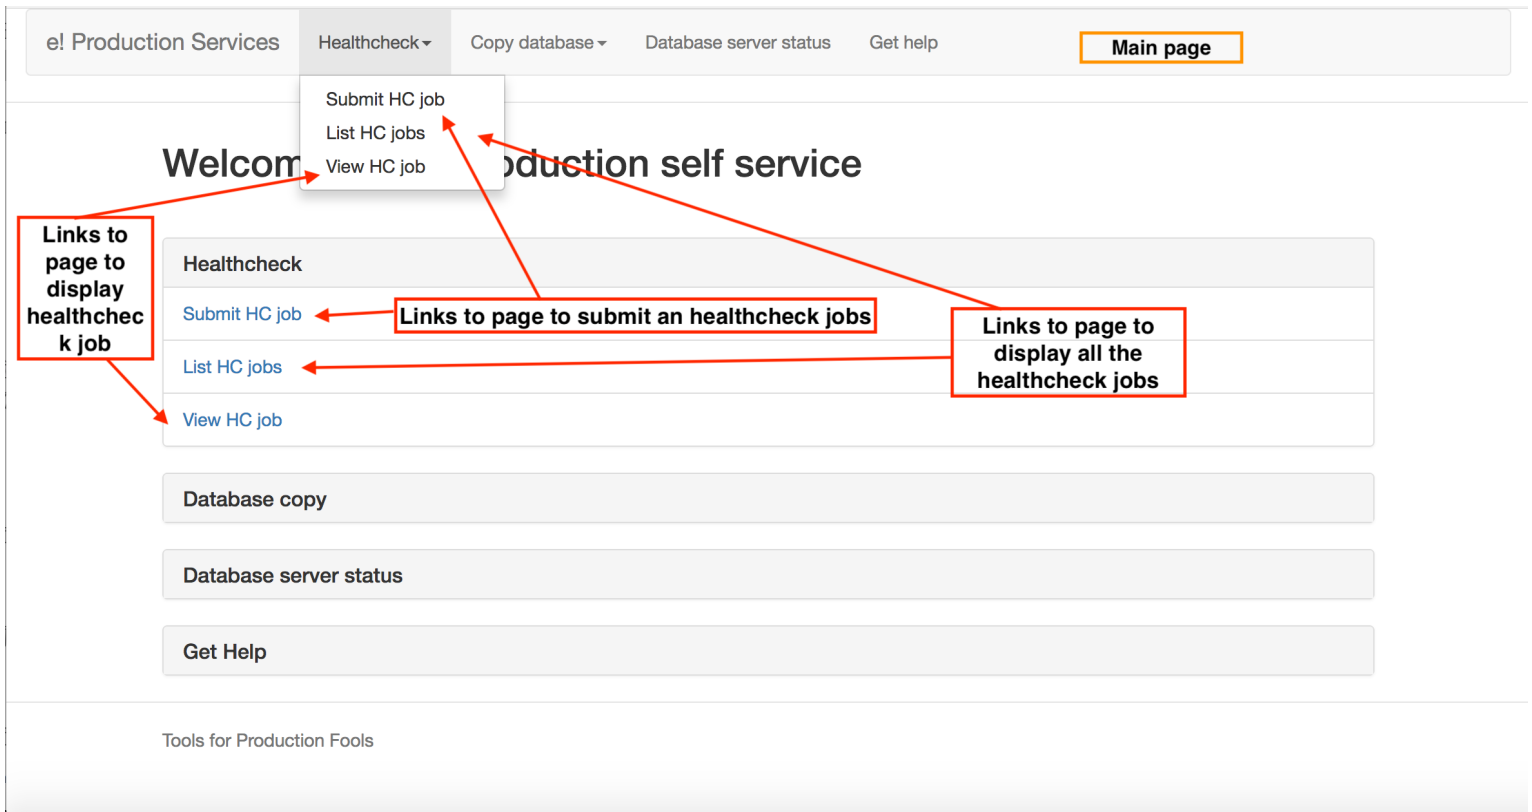 e! Production Services Healthcheck Copy database Database server status Get help Main page
Submit HC job
List HC jobs
View HC job
Welcom oduction self service
Links to
page to
display
healthchec
k job
Healthcheck
Submit HC job
Links to page to submit an healthcheck jobs
Links to page to
display all the
healthcheck jobs
List HC jobs
View HC job
Database copy
Database server status
Get Help
Tools for Production Fools